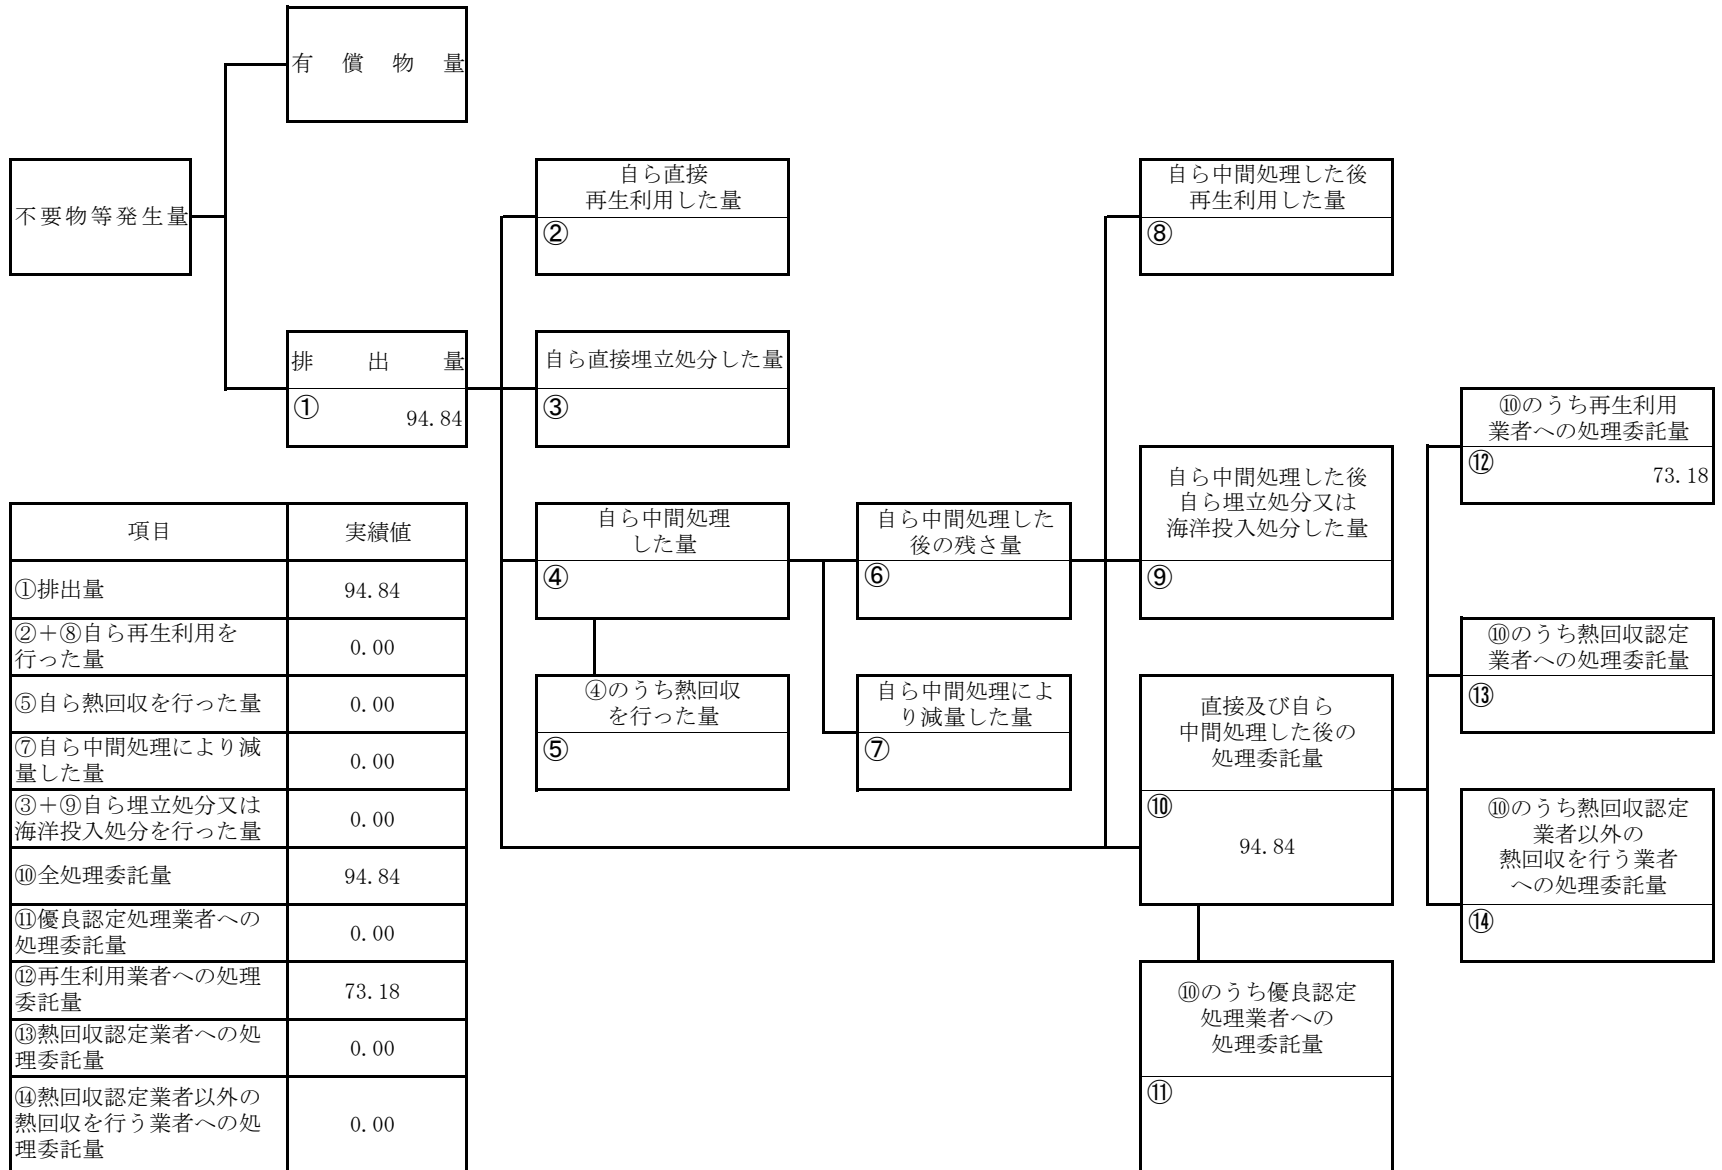 有償物量
不要物等発生量
排出量
①
94.84
自ら直接
再生利用した量
②
自ら直接埋立処分した量
③
自ら中間処理
した量
④
④のうち熱回収
を行った量
⑤
自ら中間処理した
後の残さ量
⑥
自ら中間処理によ
り減量した量
⑦
自ら中間処理した後
再生利用した量
⑧
自ら中間処理した後
自ら埋立処分又は
海洋投入処分した量
⑨
直接及び自ら
中間処理した後の
処理委託量
⑩
94.84
⑩のうち優良認定
処理業者への
処理委託量
⑪
⑩のうち再生利用
業者への処理委託量
⑫
73.18
⑩のうち熱回収認定
業者への処理委託量
⑬
⑩のうち熱回収認定
業者以外の
熱回収を行う業者
への処理委託量
⑭
項目 実績値
①排出量 94.84
②＋⑧自ら再生利用を
行った量 0.00
⑤自ら熱回収を行った量 0.00
⑦自ら中間処理により減
量した量 0.00
③＋⑨自ら埋立処分又は
海洋投入処分を行った量 0.00
⑩全処理委託量 94.84
⑪優良認定処理業者への
処理委託量 0.00
⑫再生利用業者への処理
委託量 73.18
⑬熱回収認定業者への処
理委託量 0.00
⑭熱回収認定業者以外の
熱回収を行う業者への処
理委託量 0.00